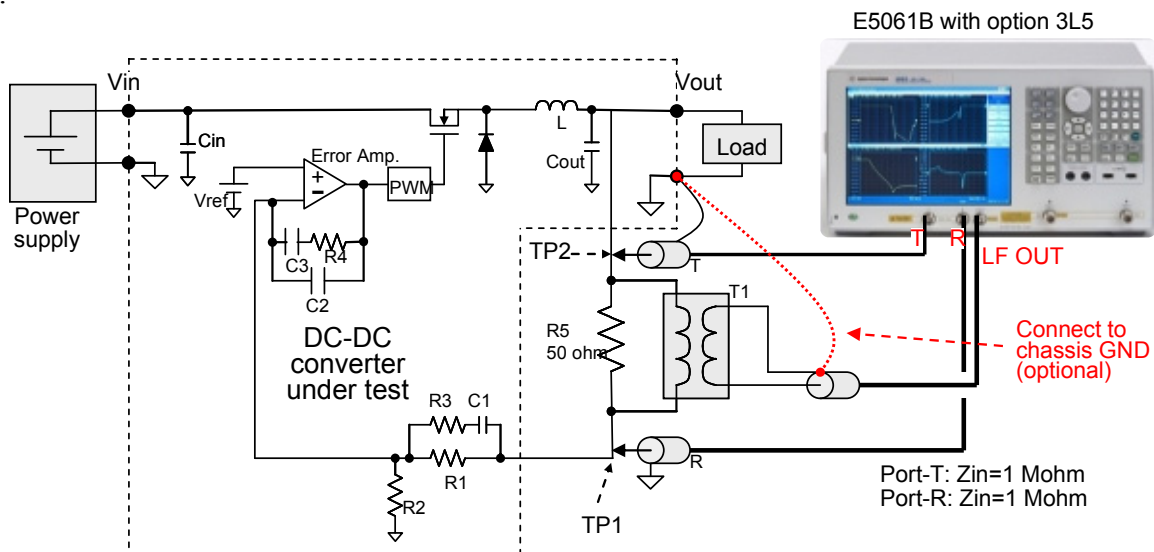 E5061B with option 3L5
Vin
Vout
Cin
L
Cout
Load
Error Amp.
+
-
PWM
Vref
Power
supply
C3
R4
C2
TP2
T
T
R
LF OUT
T1
R5
50 ohm
DC-DC
converter
under test
Connect to
chassis GND
(optional)
R3
C1
R1
R2
R
TP1
Port-T: Zin=1 Mohm
Port-R: Zin=1 Mohm